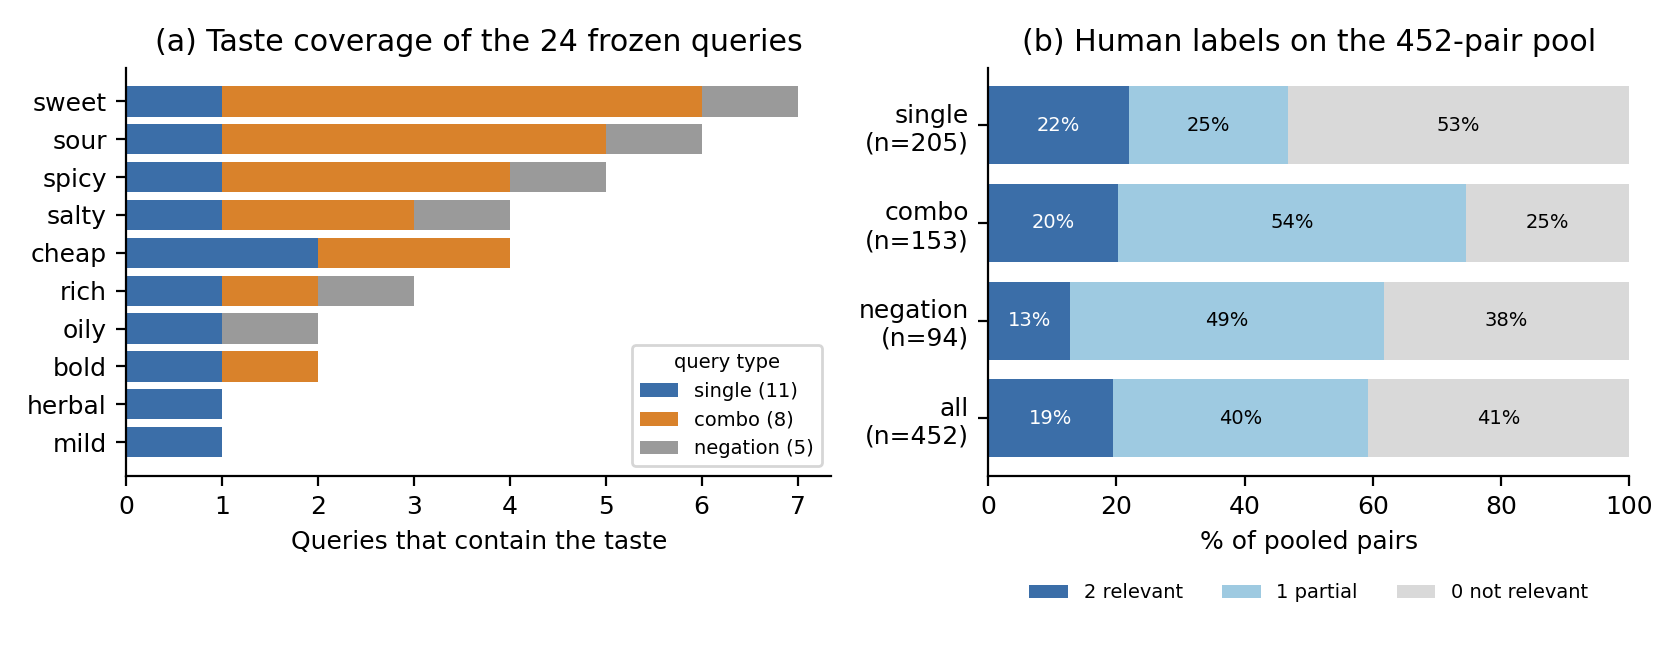 (a) Taste coverage of the 24 frozen queries
sweet
sour
spicy
salty
cheap
rich
oily
bold
herbal
mild
query type
single (11)
combo (8)
negation (5)
0 1 2 3 4 5 6 7
Queries that contain the taste
(b) Human labels on the 452-pair pool
single
(n=205)
22% 25% 53%
combo
(n=153)
20% 54% 25%
negation
(n=94)
13% 49% 38%
all
(n=452)
19% 40% 41%
0 20 40 60 80 100
% of pooled pairs
2 relevant 1 partial 0 not relevant